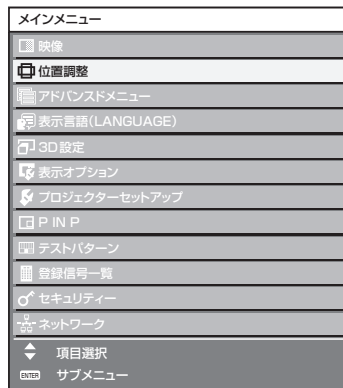 メインメニュー
映像
位置調整
アドバンスドメニュー
表示言語(LANGUAGE)
3D設定
表示オプション
プロジェクターセットアップ
P IN P
テストパターン
登録信号一覧
セキュリティー
ネットワーク
項目選択
ENTER サブメニュー